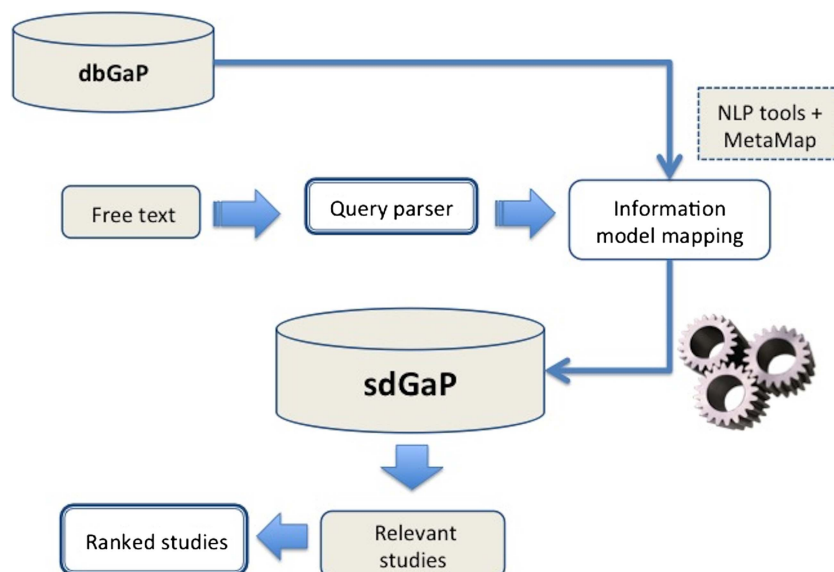 dbGaP
NLP tools +
MetaMap
Free text
Query parser
Information
model mapping
sdGaP
Ranked studies
Relevant
studies